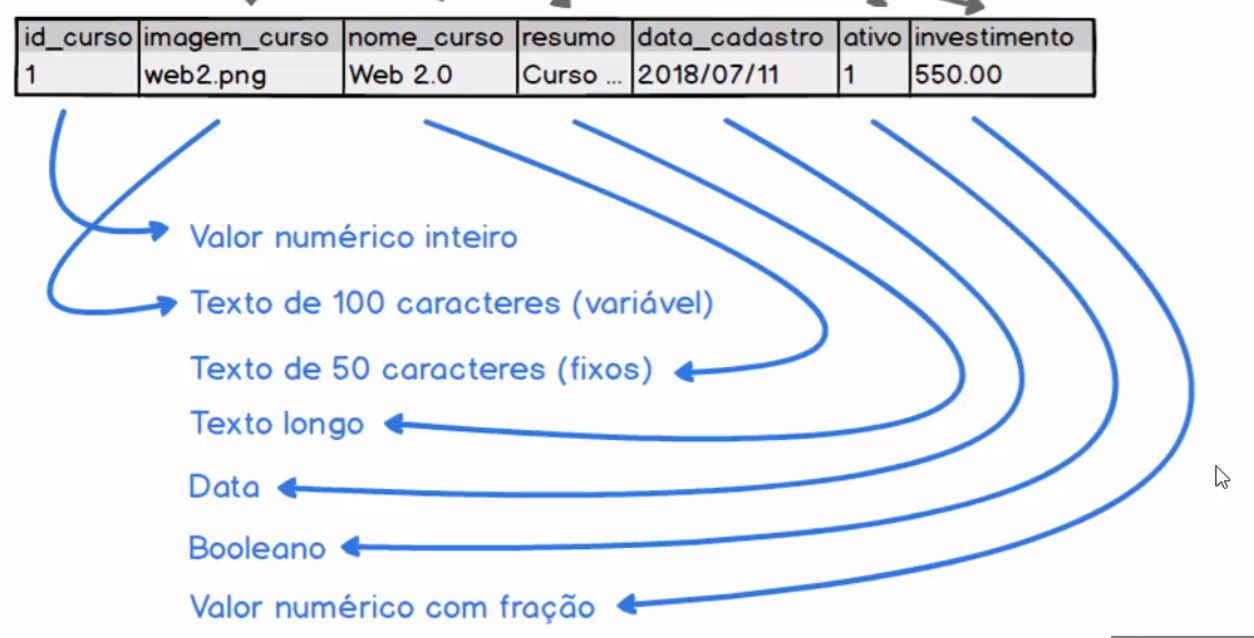 id_curso imagem_curso nome_curso resumo data_cadastro ativo investimento
1 web2.png Web 2.0 Curso ... 2018/07/11 1 550.00
Valor numérico inteiro
Texto de 100 caracteres (variável)
Texto de 50 caracteres (fixos)
Texto longo
Data
Booleano
Valor numérico com fração